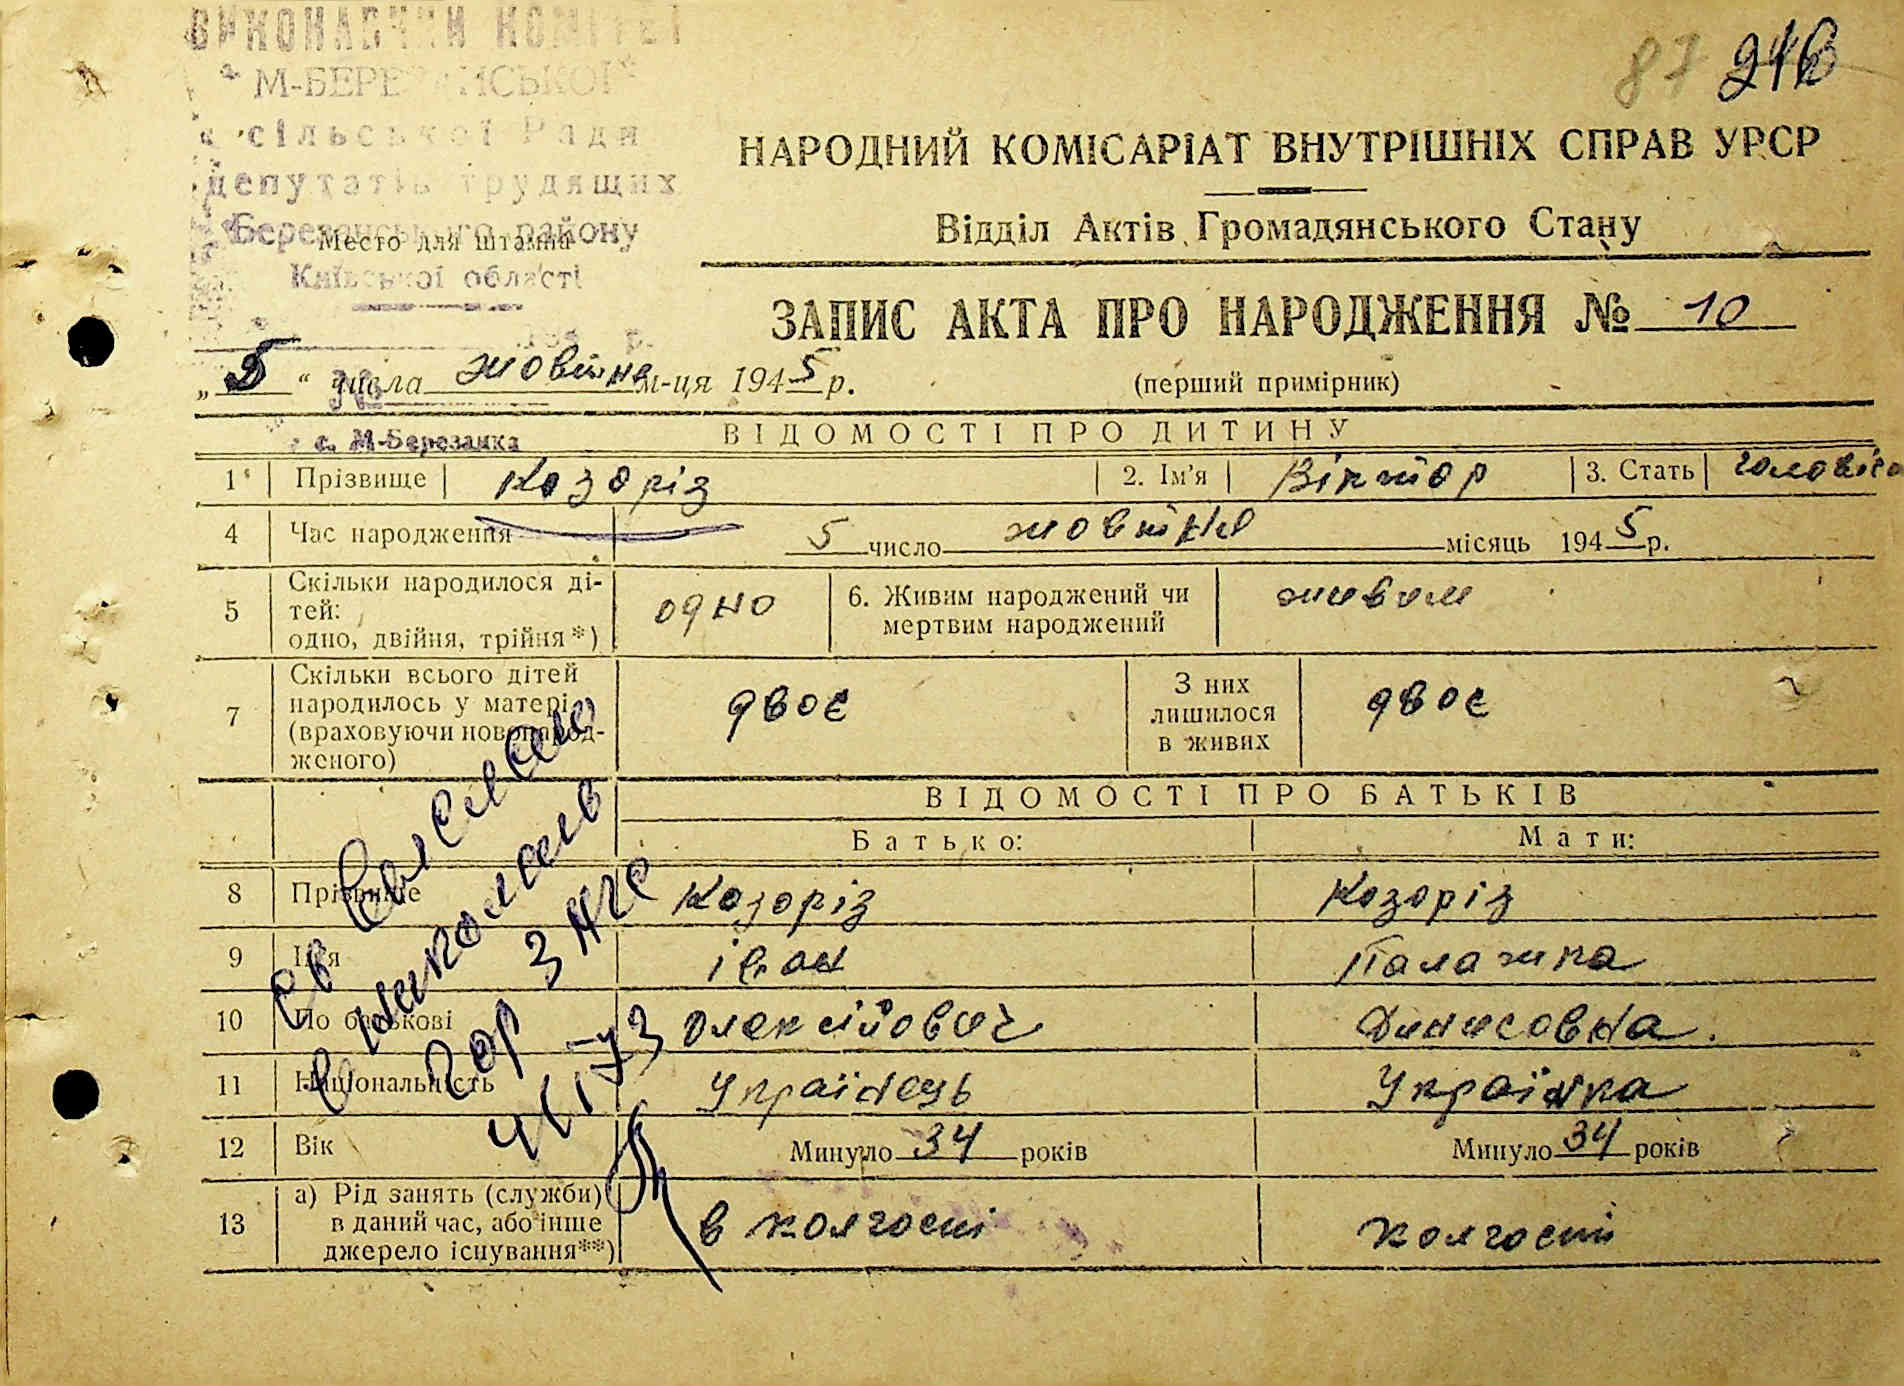 ВИКОНАВЧИЙ КОМІТЕТ
М-БЕРЕЗАНСЬКОЇ
сільської Ради
депутатів трудящих
Березанського району
Место для штампа
Київської області
87 246
НАРОДНИЙ КОМІСАРІАТ ВНУТРІШНІХ СПРАВ УРСР
Відділ Актів Громадянського Стану
ЗАПИС АКТА ПРО НАРОДЖЕННЯ № 10
„ 5 “ числа жовтня м-ця 1945 р.
(перший примірник)
с. М-Березанка
ВІДОМОСТІ ПРО ДИТИНУ
1 Прізвище Козоріз 2. Ім'я Віктор 3. Стать
4 Час народження 5 число жовтня місяць 1945 р.
5 Скільки народилося ді-
тей:
одно, двійня, трійня*) одно 6. Живим народжений чи
мертвим народжений живим
7 Скільки всього дітей
народилось у матері
(враховуючи новонарод-
женого) двоє З них
лишилося
в живих двоє
ВІДОМОСТІ ПРО БАТЬКІВ
Батько: Мати:
8 Прізвище Козоріз Козоріз
9 Ім'я іван Палажка
10 По батькові Олексійович Динисовна.
11 Національність Українець Українка
12 Вік Минуло 34 років Минуло 34 років
13 а) Рід занять (служби)
в даний час, або інше
джерело існування**) в колгоспі колгоспі